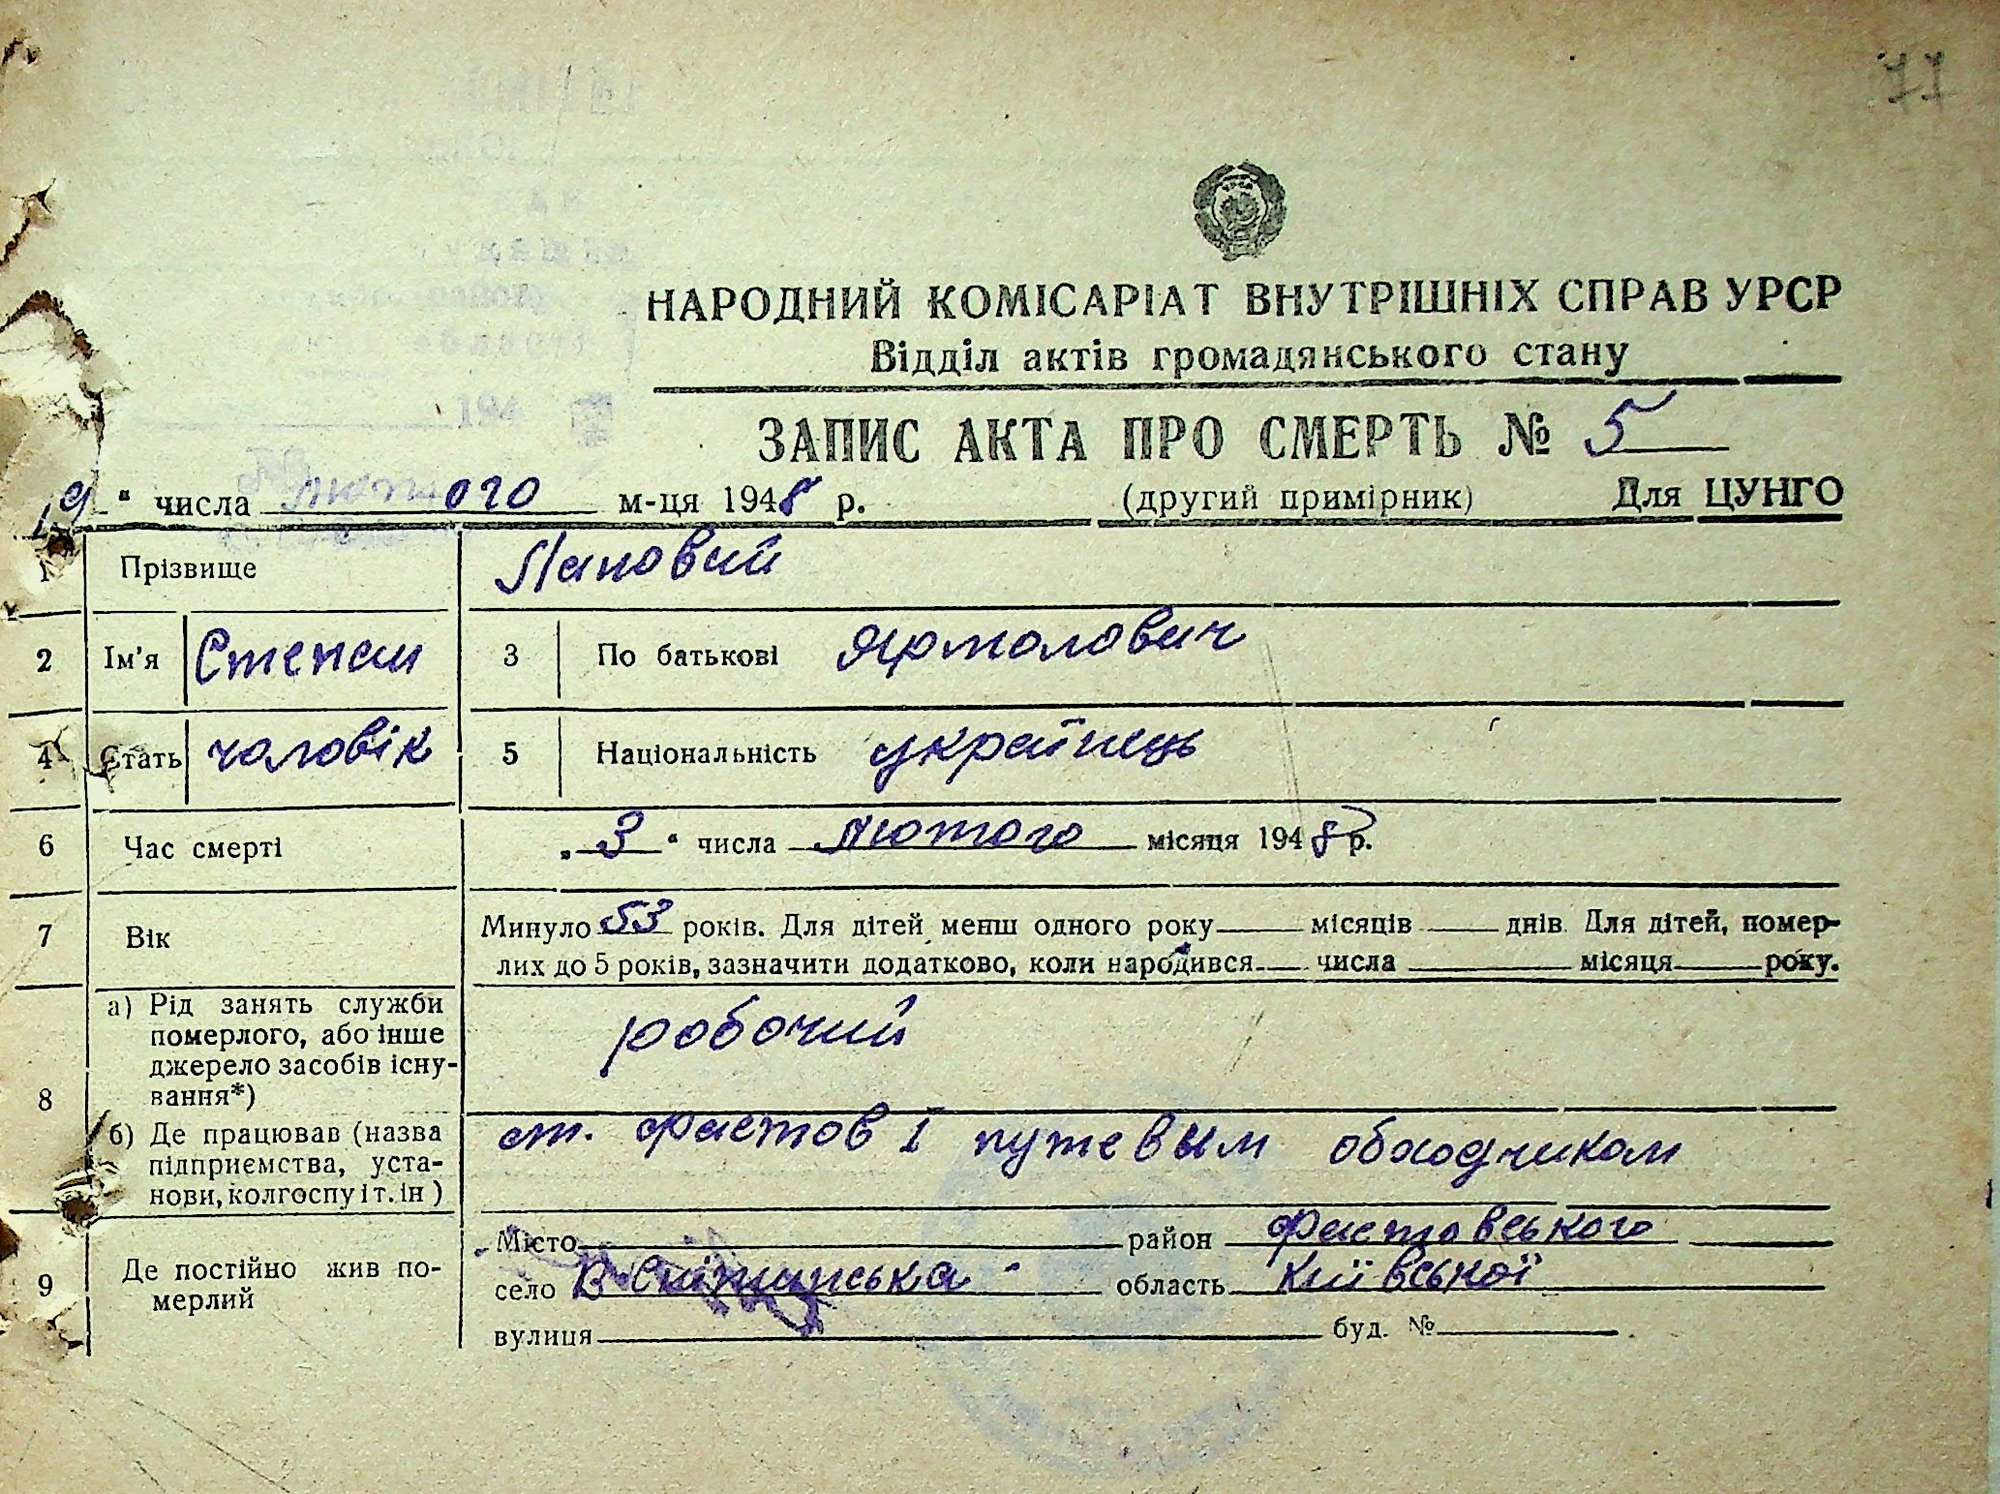 71
НАРОДНИЙ КОМІСАРІАТ ВНУТРІШНІХ СПРАВ УРСР
Відділ актів громадянського стану
ЗАПИС АКТА ПРО СМЕРТЬ № 5
19 " числа лютого м-ця 1948 р. (другий примірник) Для ЦУНГО
1 Прізвище Лановий
2 Ім'я Степан 3 По батькові Ярмолович
4 Стать чоловік 5 Національність українець
6 Час смерті „ 3 " числа лютого місяця 1948 р.
7 Вік Минуло 53 років. Для дітей менш одного року місяців днів. Для дітей, помер-
лих до 5 років, зазначити додатково, коли народився числа місяця року.
8 а) Рід занять служби
померлого, або інше
джерело засобів існу-
вання*)
робочий
б) Де працював (назва
підприємства, уста-
нови, колгоспу і т. ін)
ст. Фастов І путевым обходчиком
9 Де постійно жив по-
мерлий
Місто район Фастовського
село В-Снітинська область Київської
вулиця буд. №